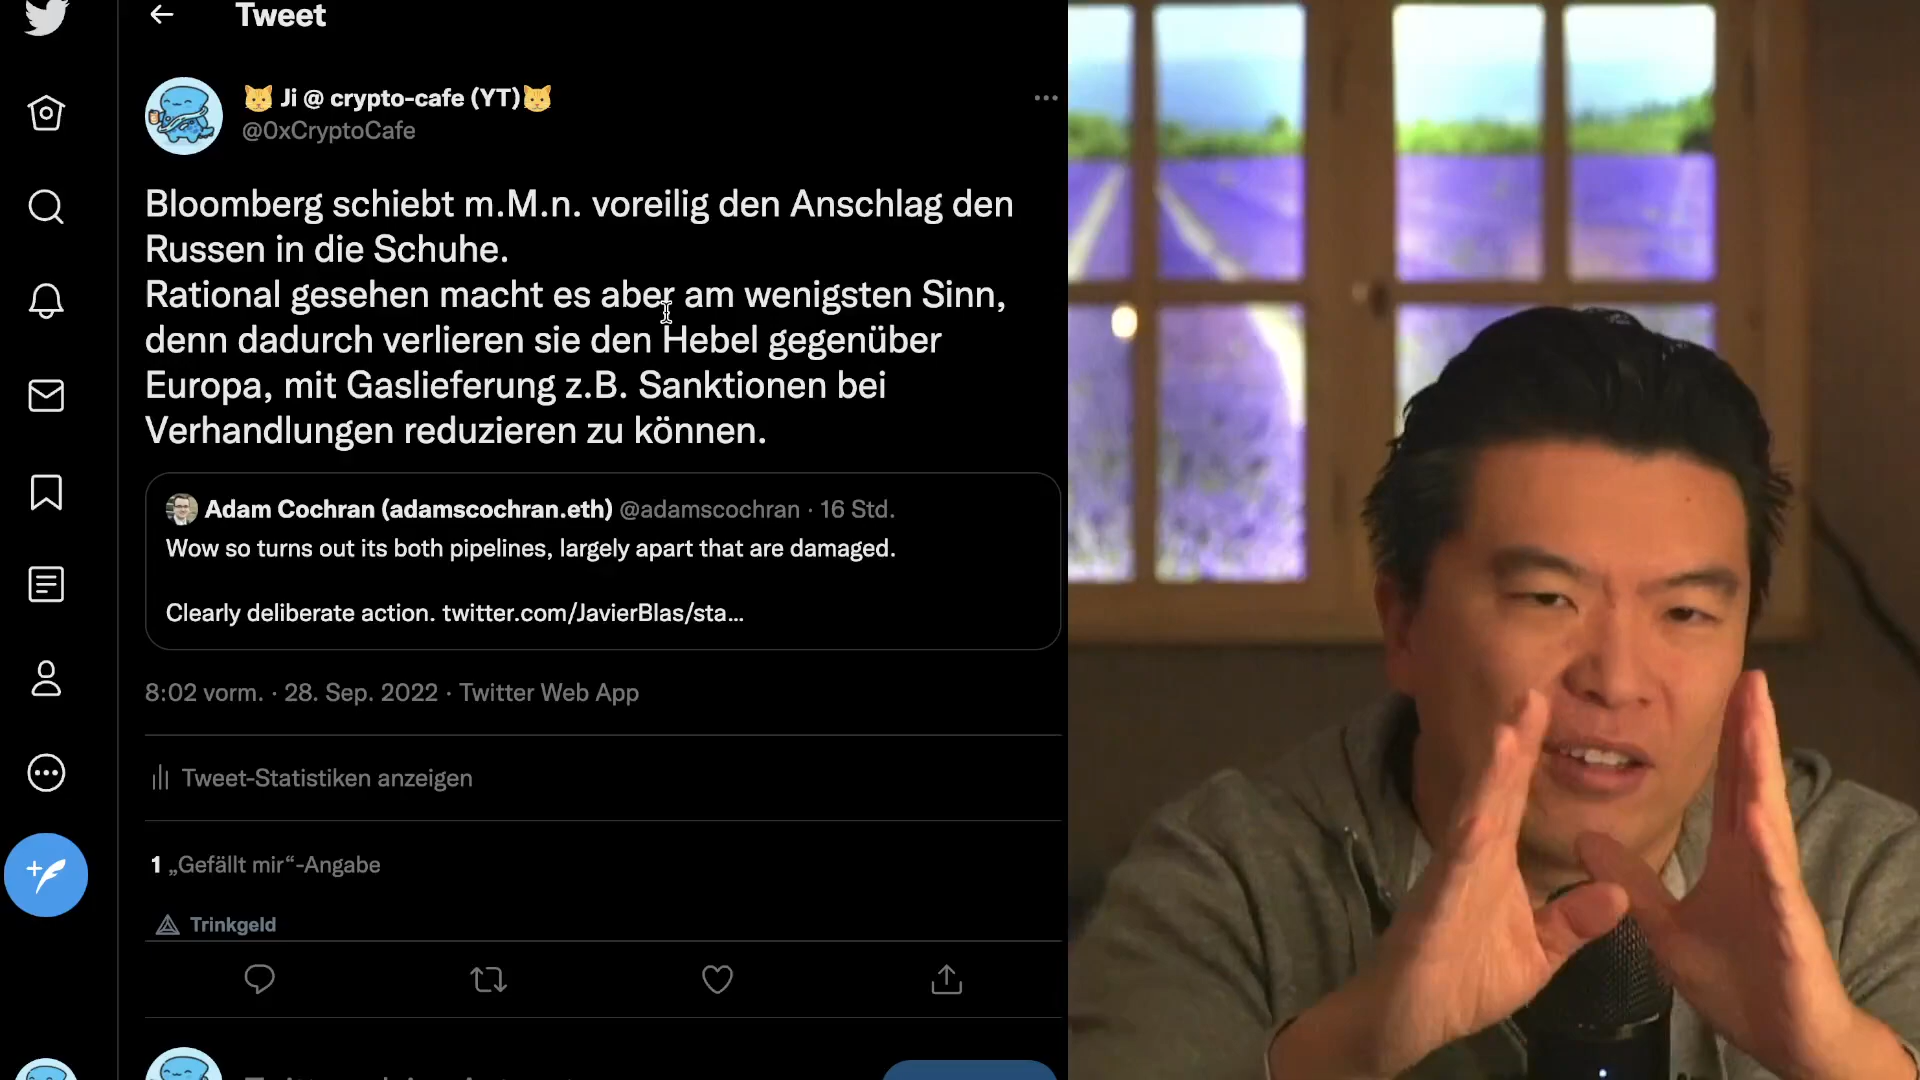 Tweet
🐱 Ji @ crypto-cafe (YT)🐱
@0xCryptoCafe
Bloomberg schiebt m.M.n. voreilig den Anschlag den
Russen in die Schuhe.
Rational gesehen macht es aber am wenigsten Sinn,
denn dadurch verlieren sie den Hebel gegenüber
Europa, mit Gaslieferung z.B. Sanktionen bei
Verhandlungen reduzieren zu können.
Adam Cochran (adamscochran.eth) @adamscochran · 16 Std.
Wow so turns out its both pipelines, largely apart that are damaged.
Clearly deliberate action. twitter.com/JavierBlas/sta...
8:02 vorm. · 28. Sep. 2022 · Twitter Web App
Tweet-Statistiken anzeigen
1 „Gefällt mir“-Angabe
Trinkgeld